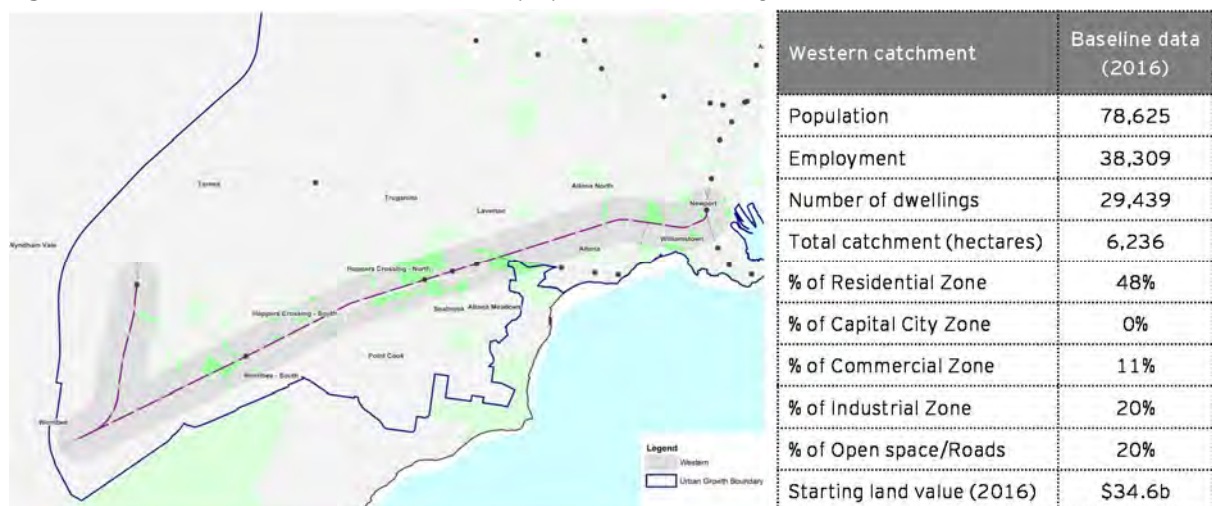 Tarneit
Truganina
Altona North
Laverton
Newport
Wyndham Vale
Altona
Williamstown
Hoppers Crossing - North
Seabrook
Altona Meadows
Hoppers Crossing - South
Point Cook
Werribee - South
Werribee
Legend
Western
Urban Growth Boundary
Western catchment
Baseline data
(2016)
Population 78,625
Employment 38,309
Number of dwellings 29,439
Total catchment (hectares) 6,236
% of Residential Zone 48%
% of Capital City Zone 0%
% of Commercial Zone 11%
% of Industrial Zone 20%
% of Open space/Roads 20%
Starting land value (2016) $34.6b